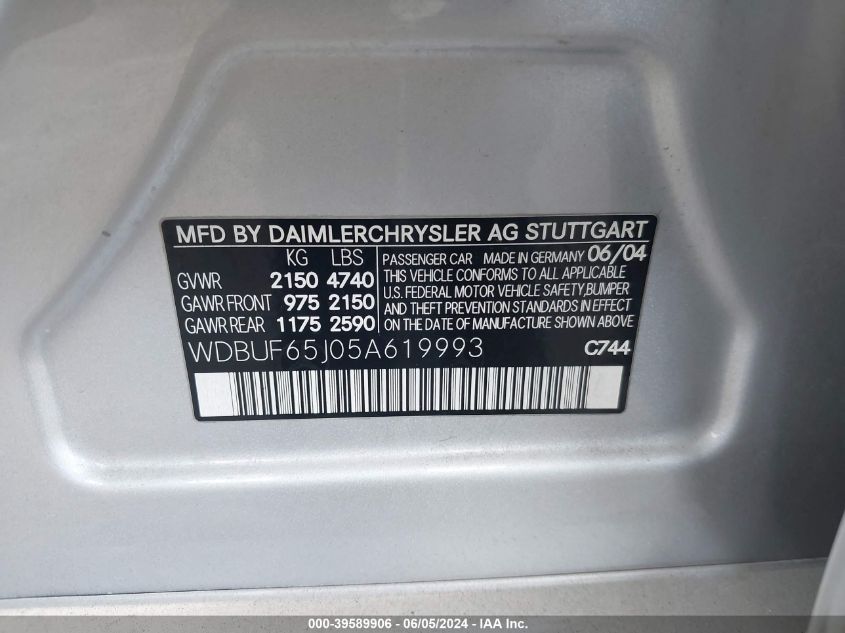 MFD BY DAIMLERCHRYSLER AG STUTTGART
KG LBS
GVWR 2150 4740
GAWR FRONT 975 2150
GAWR REAR 1175 2590
PASSENGER CAR MADE IN GERMANY 06/04
THIS VEHICLE CONFORMS TO ALL APPLICABLE
U.S. FEDERAL MOTOR VEHICLE SAFETY, BUMPER
AND THEFT PREVENTION STANDARDS IN EFFECT
ON THE DATE OF MANUFACTURE SHOWN ABOVE
WDBUF65J05A619993 C744
000-39589906 - 06/05/2024 - IAA Inc.